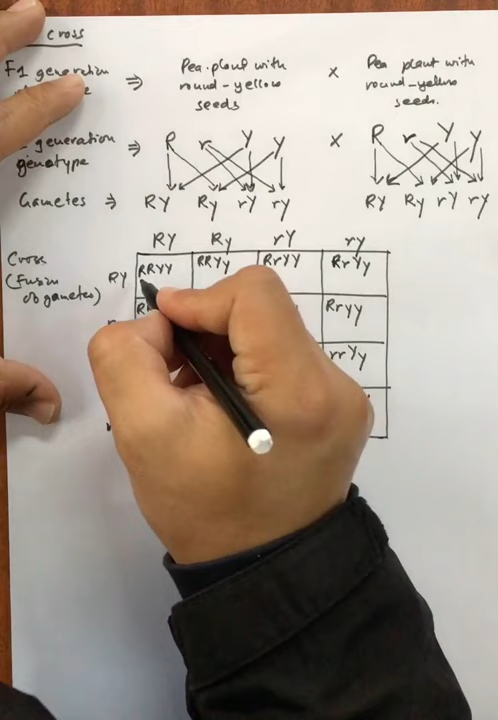 Cross
F1 generation ⇒ Pea plant with round-yellow seeds × Pea plant with round-yellow seeds.
generation genotype ⇒ R r Y y × R r Y y
Gametes ⇒ RY Ry rY ry RY Ry rY ry
RY Ry rY ry
Cross (Fusion of gametes)
RY RRYY RRYy RrYY RrYy
Rryy
rrYy